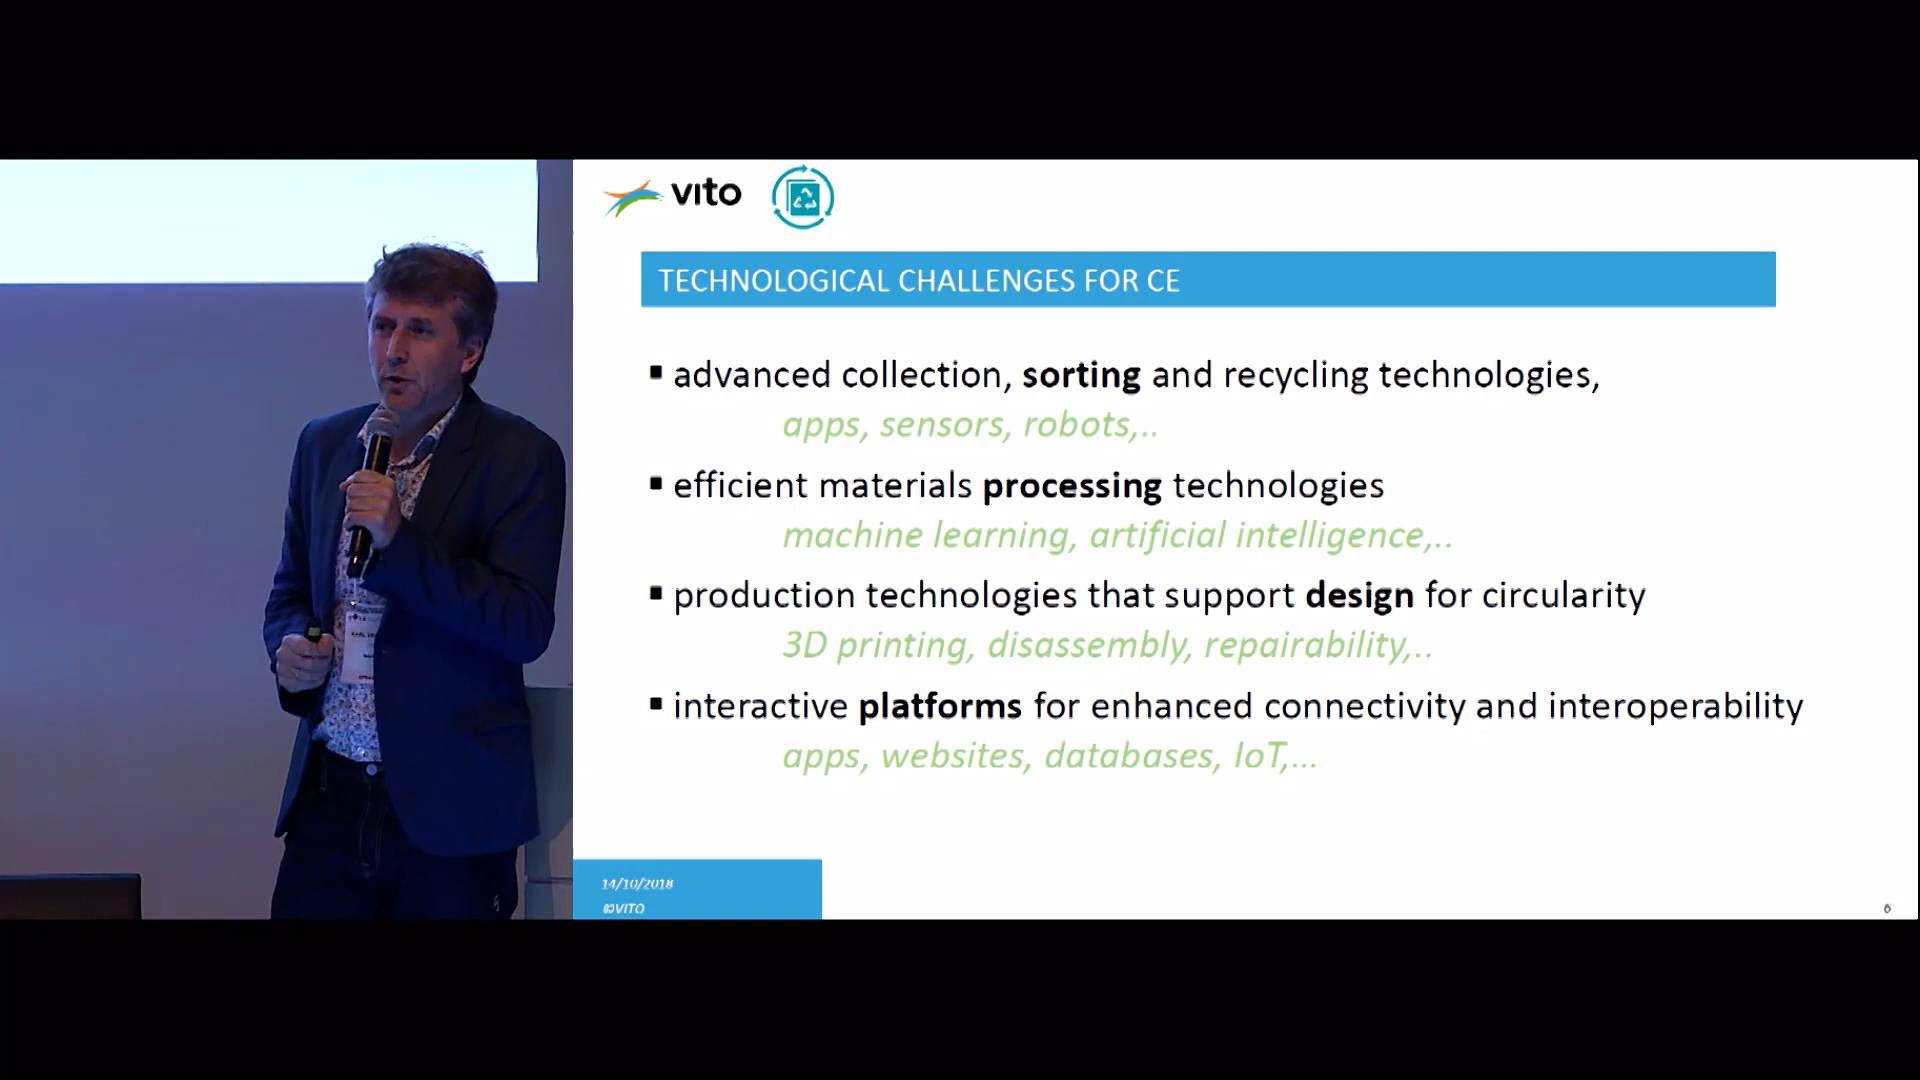 vito
TECHNOLOGICAL CHALLENGES FOR CE
advanced collection, sorting and recycling technologies,
apps, sensors, robots,..
efficient materials processing technologies
machine learning, artificial intelligence,..
production technologies that support design for circularity
3D printing, disassembly, repairability,..
interactive platforms for enhanced connectivity and interoperability
apps, websites, databases, IoT,...
14/10/2018
©VITO
6